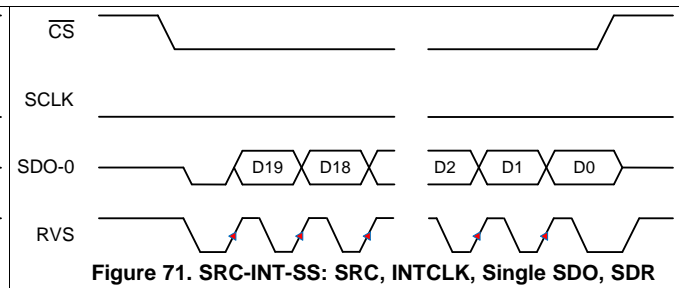 CS
SCLK
SDO-0 D19 D18 D2 D1 D0
RVS
Figure 71. SRC-INT-SS: SRC, INTCLK, Single SDO, SDR